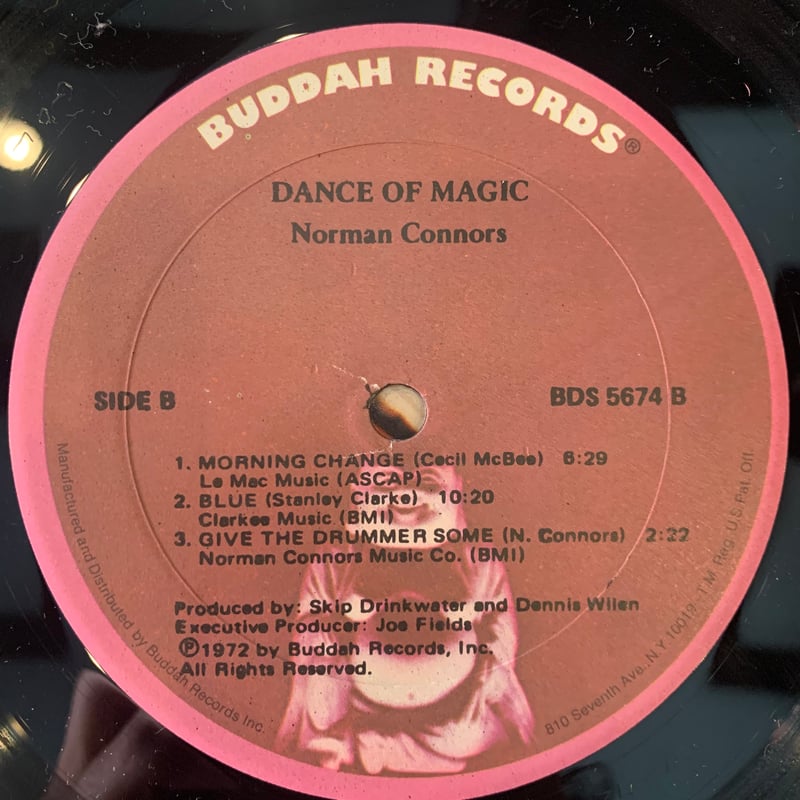 BUDDAH RECORDS®
DANCE OF MAGIC
Norman Connors
SIDE B
BDS 5674 B
1. MORNING CHANGE (Cecil McBee) 6:29
Le Mac Music (ASCAP)
2. BLUE (Stanley Clarke) 10:20
Clarkee Music (BMI)
3. GIVE THE DRUMMER SOME (N. Connors) 2:22
Norman Connors Music Co. (BMI)
Produced by: Skip Drinkwater and Dennis Wilen
Executive Producer: Joe Fields
Ⓟ1972 by Buddah Records, Inc.
All Rights Reserved.
Manufactured and Distributed by Buddah Records Inc. 810 Seventh Ave., N.Y. 10019 - T.M. Reg. U.S. Pat. Off.